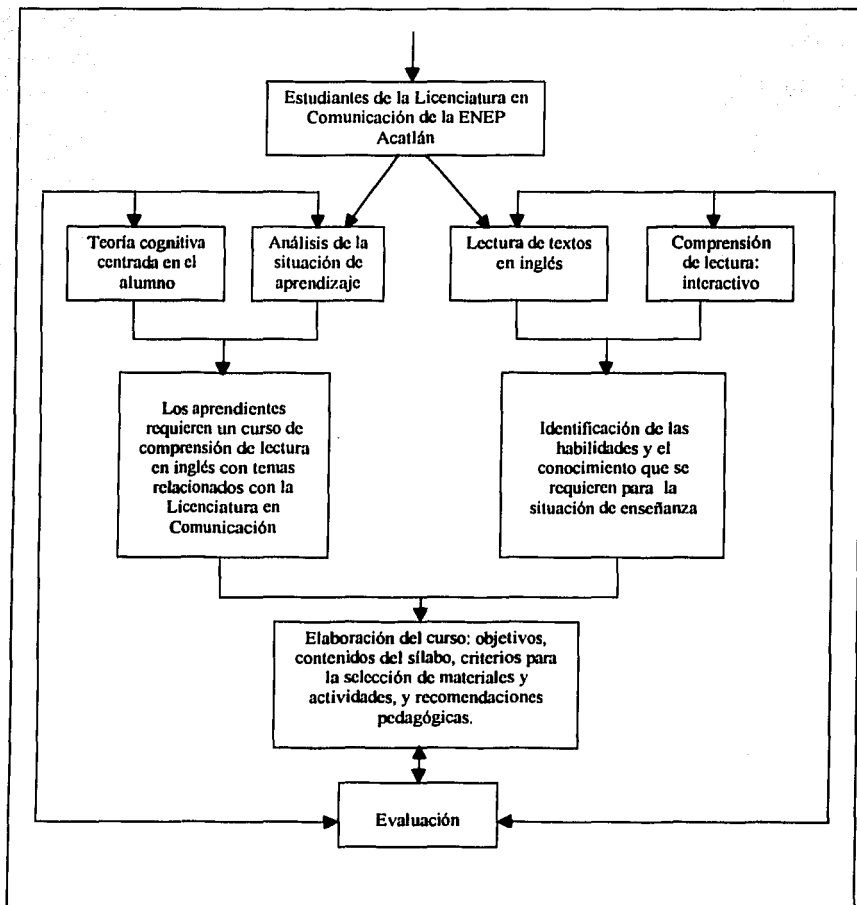 Estudiantes de la Licenciatura en
Comunicación de la ENEP
Acatlán
Teoría cognitiva
centrada en el
alumno
Análisis de la
situación de
aprendizaje
Lectura de textos
en inglés
Comprensión
de lectura:
interactivo
Los aprendientes
requieren un curso de
comprensión de lectura
en inglés con temas
relacionados con la
Licenciatura en
Comunicación
Identificación de las
habilidades y el
conocimiento que se
requieren para la
situación de enseñanza
Elaboración del curso: objetivos,
contenidos del sílabo, criterios para
la selección de materiales y
actividades, y recomendaciones
pedagógicas.
Evaluación